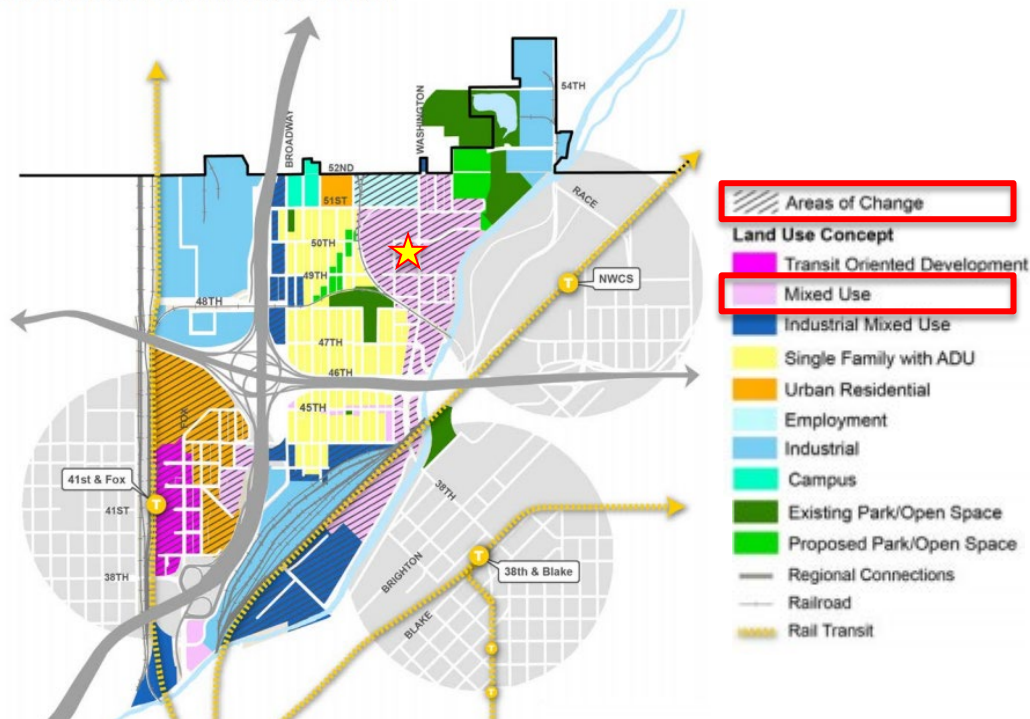 54TH
WASHINGTON
BROADWAY
52ND
51ST
RACE
50TH
49TH
NWCS
48TH
47TH
46TH
45TH
FOX
41st & Fox
41ST
38TH
38TH
38th & Blake
BRIGHTON
BLAKE
T
T
T
T
T
Areas of Change
Land Use Concept
Transit Oriented Development
Mixed Use
Industrial Mixed Use
Single Family with ADU
Urban Residential
Employment
Industrial
Campus
Existing Park/Open Space
Proposed Park/Open Space
Regional Connections
Railroad
Rail Transit